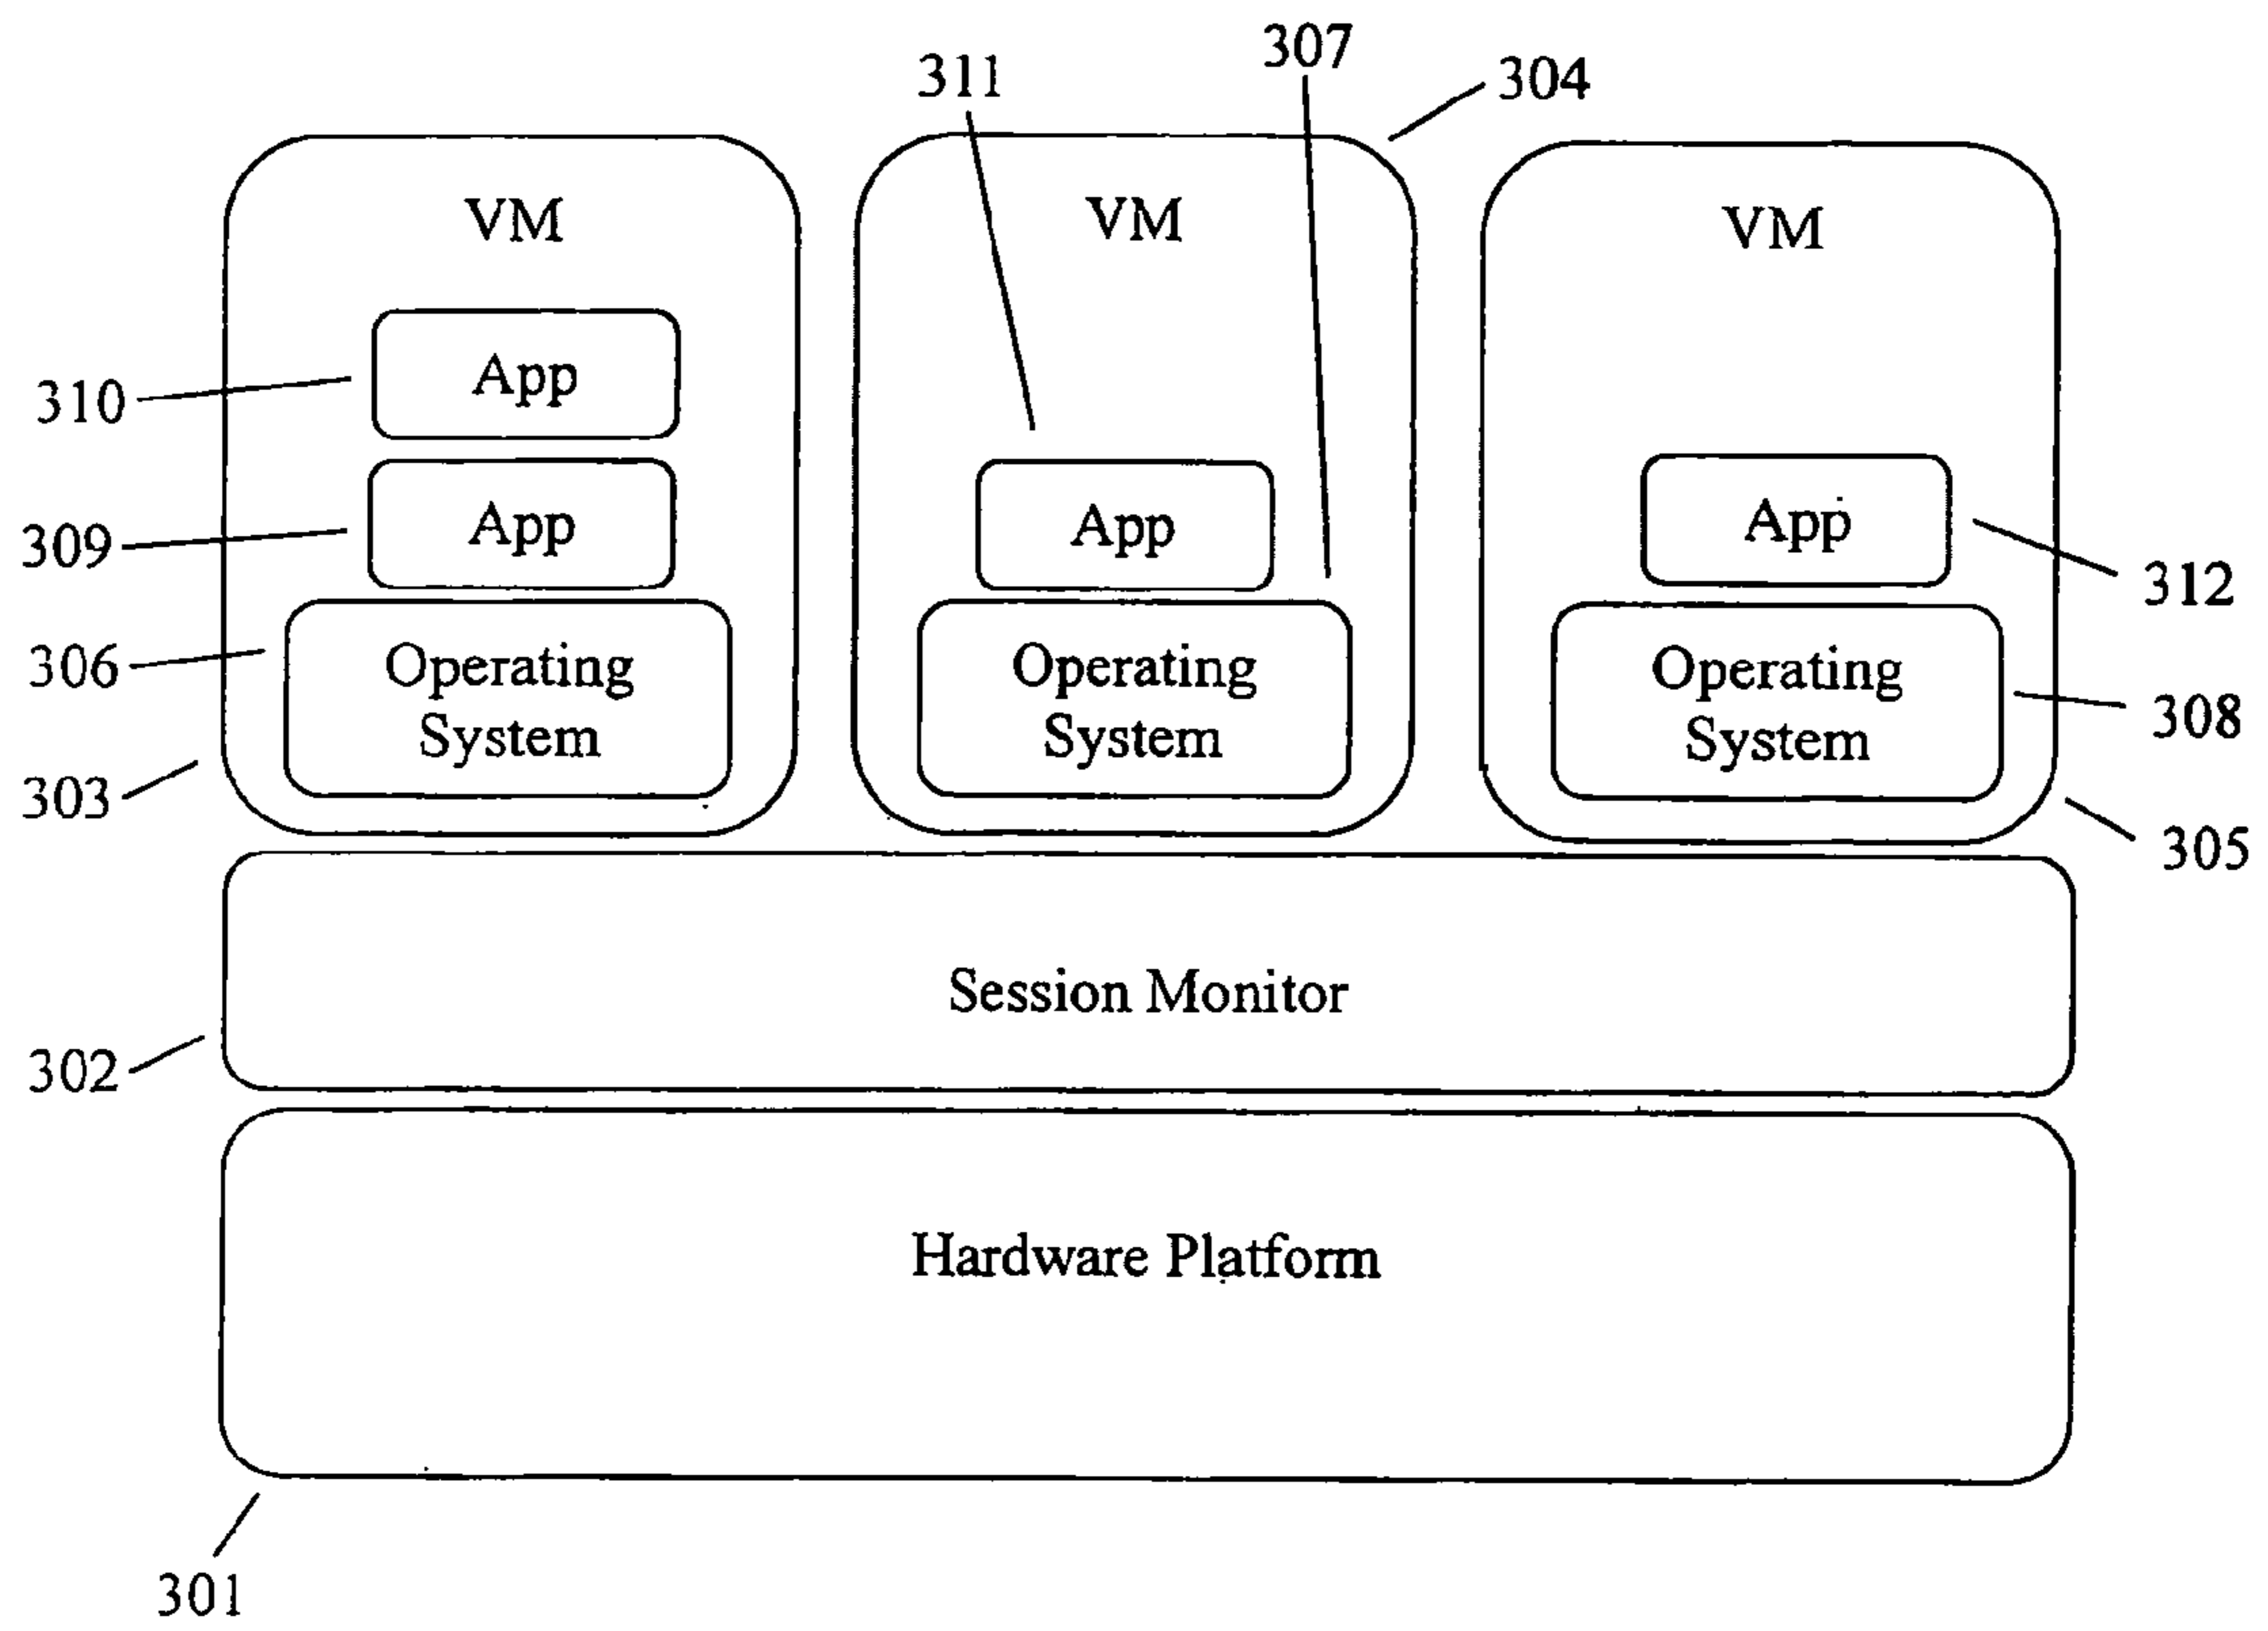 307
311
304
VM
VM
VM
310
App
309
App
App
App
312
306
Operating
System
Operating
System
Operating
System
308
303
305
Session Monitor
302
Hardware Platform
301